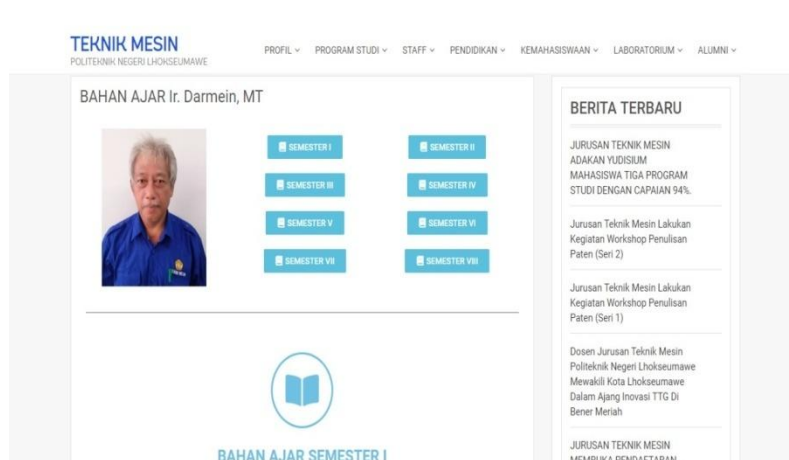 TEKNIK MESIN
POLITEKNIK NEGERI LHOKSEUMAWE
PROFIL
PROGRAM STUDI
STAFF
PENDIDIKAN
KEMAHASISWAAN
LABORATORIUM
ALUMNI
BAHAN AJAR Ir. Darmein, MT
SEMESTER I
SEMESTER II
SEMESTER III
SEMESTER IV
SEMESTER V
SEMESTER VI
SEMESTER VII
SEMESTER VIII
BAHAN AJAR SEMESTER I
BERITA TERBARU
JURUSAN TEKNIK MESIN
ADAKAN YUDISIUM
MAHASISWA TIGA PROGRAM
STUDI DENGAN CAPAIAN 94%.
Jurusan Teknik Mesin Lakukan
Kegiatan Workshop Penulisan
Paten (Seri 2)
Jurusan Teknik Mesin Lakukan
Kegiatan Workshop Penulisan
Paten (Seri 1)
Dosen Jurusan Teknik Mesin
Politeknik Negeri Lhokseumawe
Mewakili Kota Lhokseumawe
Dalam Ajang Inovasi TTG Di
Bener Meriah
JURUSAN TEKNIK MESIN
MEMBUKA PENDAFTARAN